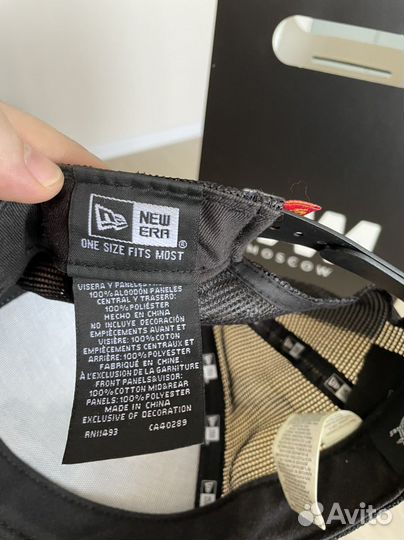 NEW
ERA
®
ONE SIZE FITS MOST
VISERA Y PANELES
100% ALGODÓN PANELES
CENTRAL Y TRASERO:
100% POLIÉSTER
HECHO EN CHINA
NO INCLUYE DECORACIÓN
EMPIÈCEMENTS AVANT ET
VISIÈRE: 100% COTON
EMPIÈCEMENTS CENTRAUX ET
ARRIÈRE: 100% POLYESTER
FABRIQUÉ EN CHINE
À L'EXCLUSION DE LA GARNITURE
FRONT PANELS&VISOR:
100% COTTON MID&REAR
PANELS: 100% POLYESTER
MADE IN CHINA
EXCLUSIVE OF DECORATION
RN11493 CA40289
MOSCOW
Avito